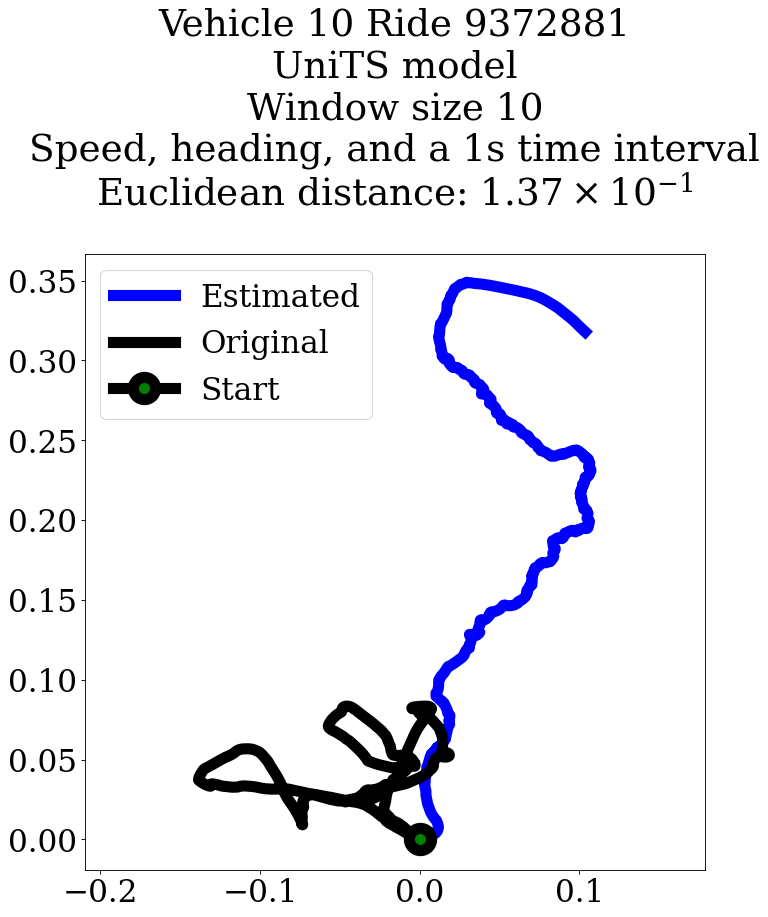 Vehicle 10 Ride 9372881
UniTS model
Window size 10
Speed, heading, and a 1s time interval
Euclidean distance: 1.37 × 10⁻¹
0.35
0.30
0.25
0.20
0.15
0.10
0.05
0.00
Estimated
Original
Start
−0.2
−0.1
0.0
0.1